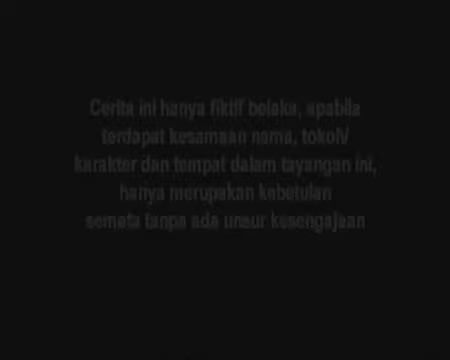 Cerita ini hanya fiktif belaka, apabila
terdapat kesamaan nama, tokoh/
karakter dan tempat dalam tayangan ini,
hanya merupakan kebetulan
semata tanpa ada unsur kesengajaan